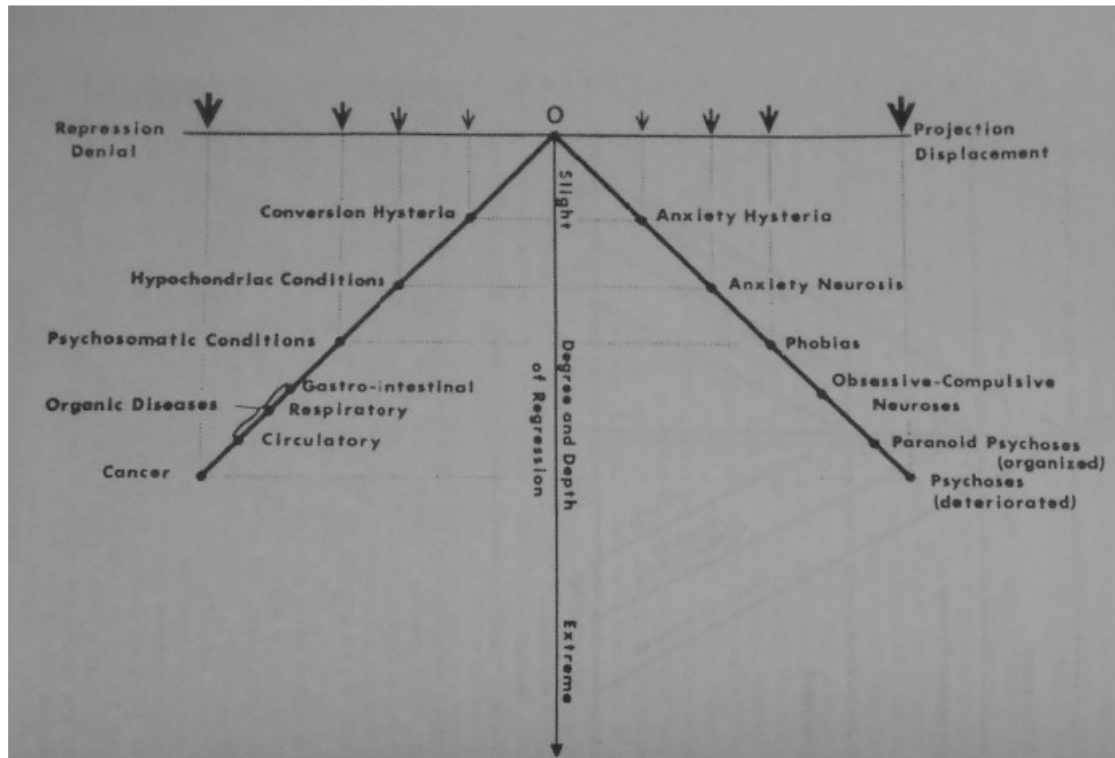 O
Repression
Denial
Projection
Displacement
Slight
Conversion Hysteria
Anxiety Hysteria
Hypochondriac Conditions
Anxiety Neurosis
Psychosomatic Conditions
Phobias
Degree and Depth
of Regression
Gastro-intestinal
Organic Diseases
Respiratory
Circulatory
Obsessive-Compulsive
Neuroses
Cancer
Paranoid Psychoses
(organized)
Psychoses
(deteriorated)
Extreme